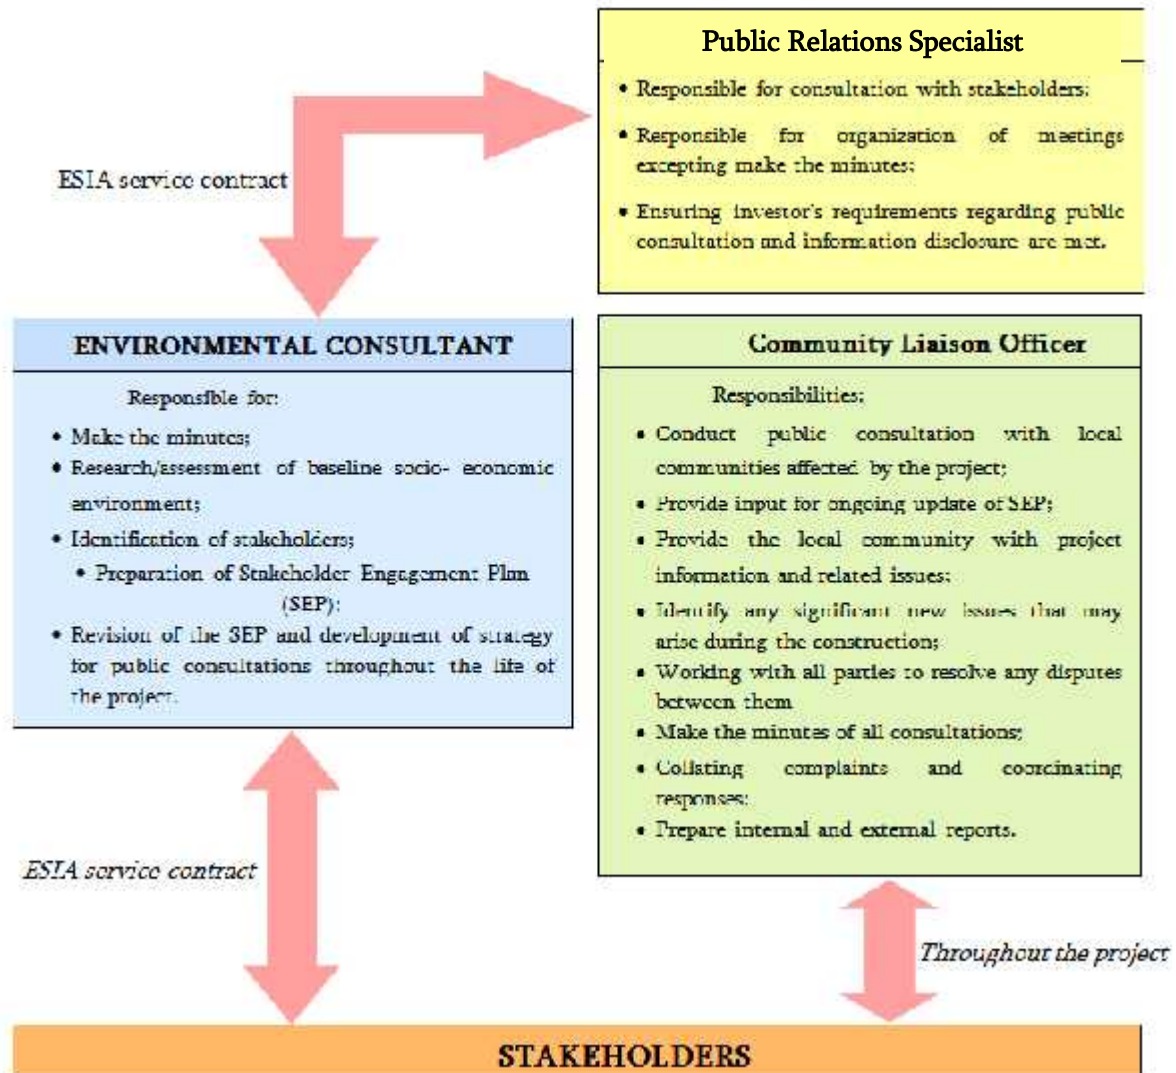 Public Relations Specialist
• Responsible for consultation with stakeholders;
• Responsible for organization of meetings
excepting make the minutes;
• Ensuring investor's requirements regarding public
consultation and information disclosure are met.
ESIA service contract
ENVIRONMENTAL CONSULTANT
Responsible for:
• Make the minutes;
• Research/assessment of baseline socio- economic
environment;
• Identification of stakeholders;
• Preparation of Stakeholder Engagement Plan
(SEP);
• Revision of the SEP and development of strategy
for public consultations throughout the life of
the project.
Community Liaison Officer
Responsibilities:
• Conduct public consultation with local
communities affected by the project;
• Provide input for ongoing update of SEP;
• Provide the local community with project
information and related issues;
• Identify any significant new issues that may
arise during the construction;
• Working with all parties to resolve any disputes
between them
• Make the minutes of all consultations;
• Collating complaints and coordinating
responses;
• Prepare internal and external reports.
ESIA service contract
Throughout the project
STAKEHOLDERS